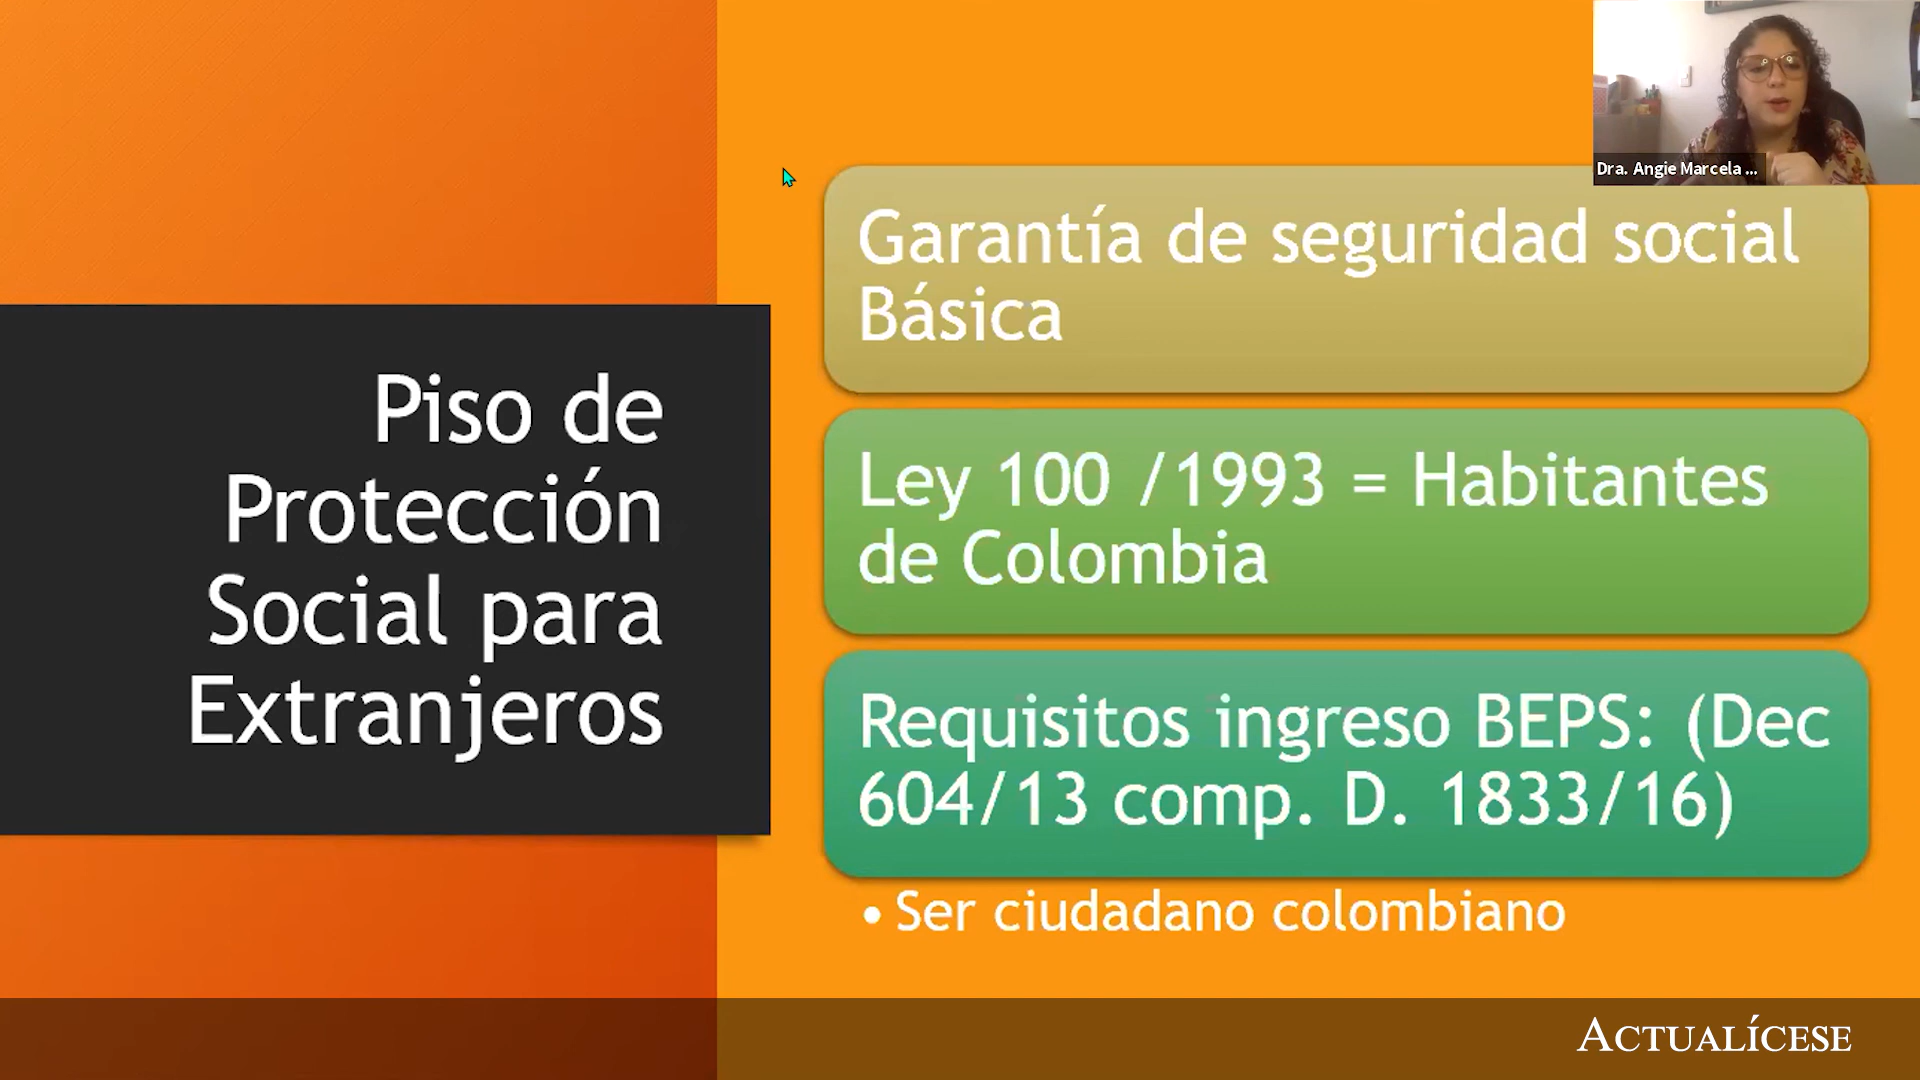 Dra. Angie Marcela ...
Piso de
Protección
Social para
Extranjeros
Garantía de seguridad social
Básica
Ley 100 /1993 = Habitantes
de Colombia
Requisitos ingreso BEPS: (Dec
604/13 comp. D. 1833/16)
• Ser ciudadano colombiano
ACTUALÍCESE